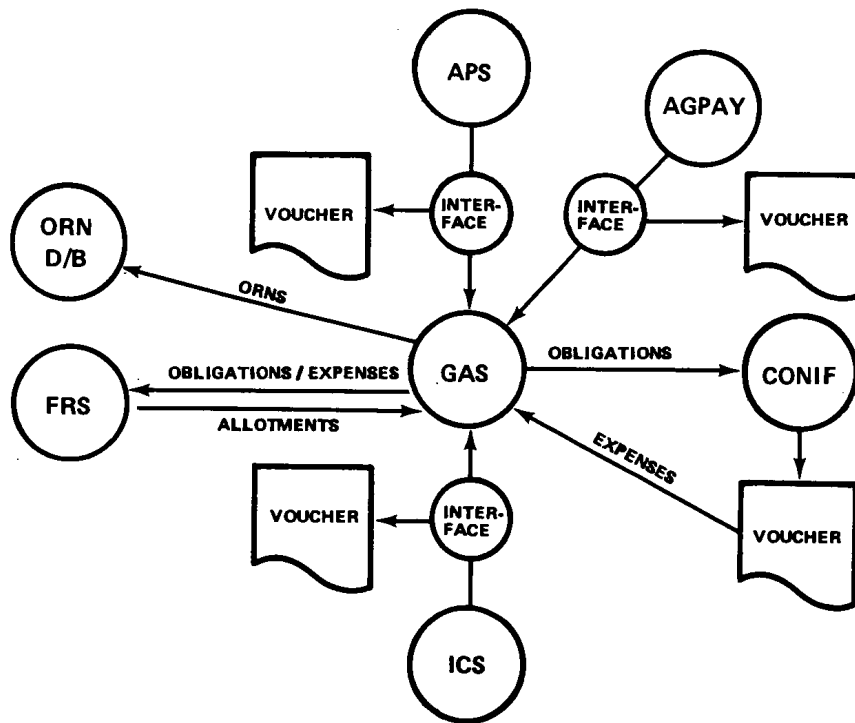 APS
AGPAY
VOUCHER
INTER-
FACE
INTER-
FACE
VOUCHER
ORN
D/B
ORNS
GAS
OBLIGATIONS
CONIF
OBLIGATIONS / EXPENSES
FRS
ALLOTMENTS
EXPENSES
VOUCHER
INTER-
FACE
VOUCHER
ICS